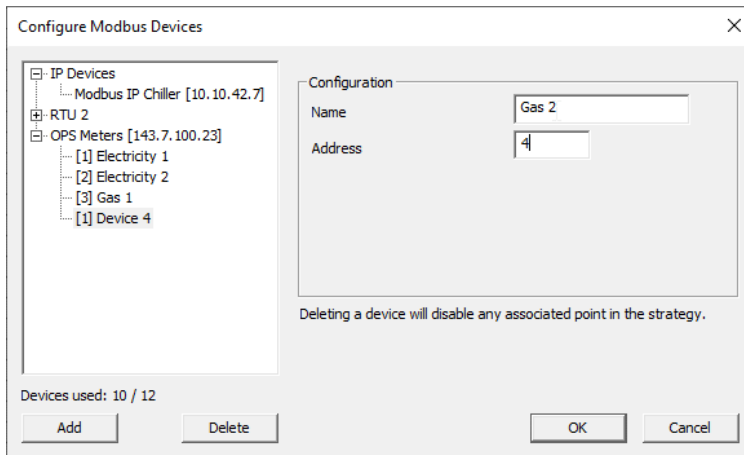 Configure Modbus Devices
IP Devices
Modbus IP Chiller [10.10.42.7]
RTU 2
OPS Meters [143.7.100.23]
[1] Electricity 1
[2] Electricity 2
[3] Gas 1
[1] Device 4
Configuration
Name
Gas 2
Address
4
Deleting a device will disable any associated point in the strategy.
Devices used: 10 / 12
Add
Delete
OK
Cancel